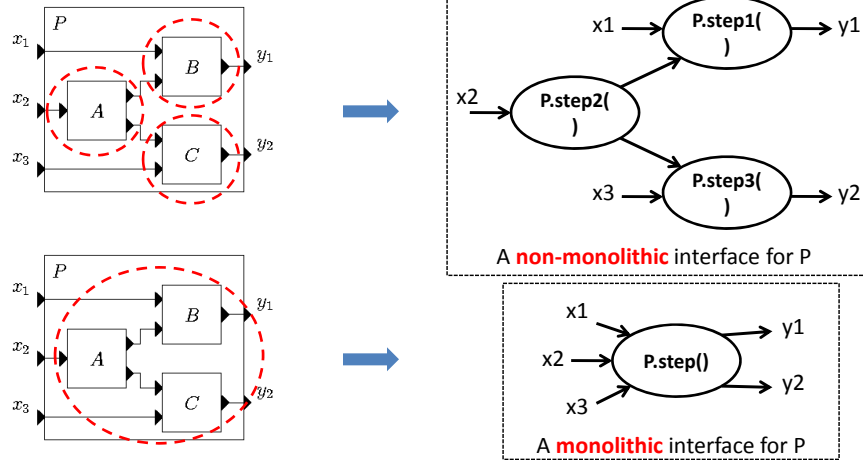 P
x1
B
y1
x2
A
C
y2
x3
x1
P.step1(
)
y1
x2
P.step2(
)
x3
P.step3(
)
y2
A non-monolithic interface for P
P
x1
B
y1
x2
A
C
y2
x3
x1
x2
x3
P.step()
y1
y2
A monolithic interface for P